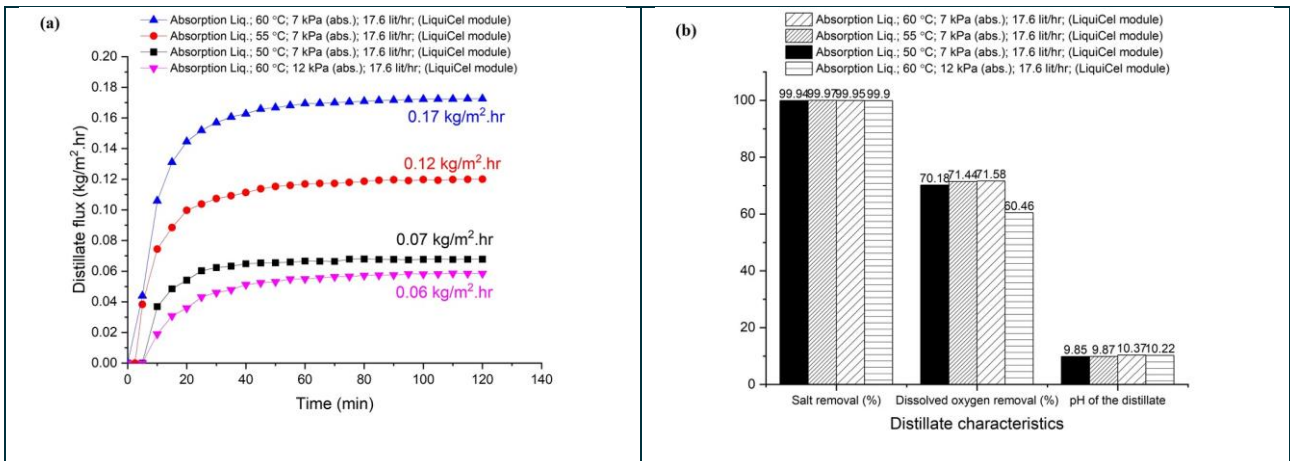 (a)
Absorption Liq.; 60 °C; 7 kPa (abs.); 17.6 lit/hr; (LiquiCel module)
Absorption Liq.; 55 °C; 7 kPa (abs.); 17.6 lit/hr; (LiquiCel module)
Absorption Liq.; 50 °C; 7 kPa (abs.); 17.6 lit/hr; (LiquiCel module)
Absorption Liq.; 60 °C; 12 kPa (abs.); 17.6 lit/hr; (LiquiCel module)
0.20
0.18
0.16
0.14
0.12
0.10
0.08
0.06
0.04
0.02
0.00
Distillate flux (kg/m².hr)
0.17 kg/m².hr
0.12 kg/m².hr
0.07 kg/m².hr
0.06 kg/m².hr
0 20 40 60 80 100 120 140
Time (min)
(b)
Absorption Liq.; 60 °C; 7 kPa (abs.); 17.6 lit/hr; (LiquiCel module)
Absorption Liq.; 55 °C; 7 kPa (abs.); 17.6 lit/hr; (LiquiCel module)
Absorption Liq.; 50 °C; 7 kPa (abs.); 17.6 lit/hr; (LiquiCel module)
Absorption Liq.; 60 °C; 12 kPa (abs.); 17.6 lit/hr; (LiquiCel module)
99.94 99.97 99.95 99.9
70.18 71.44 71.58
60.46
9.85 9.87 10.37 10.22
100
80
60
40
20
0
Salt removal (%) Dissolved oxygen removal (%) pH of the distillate
Distillate characteristics